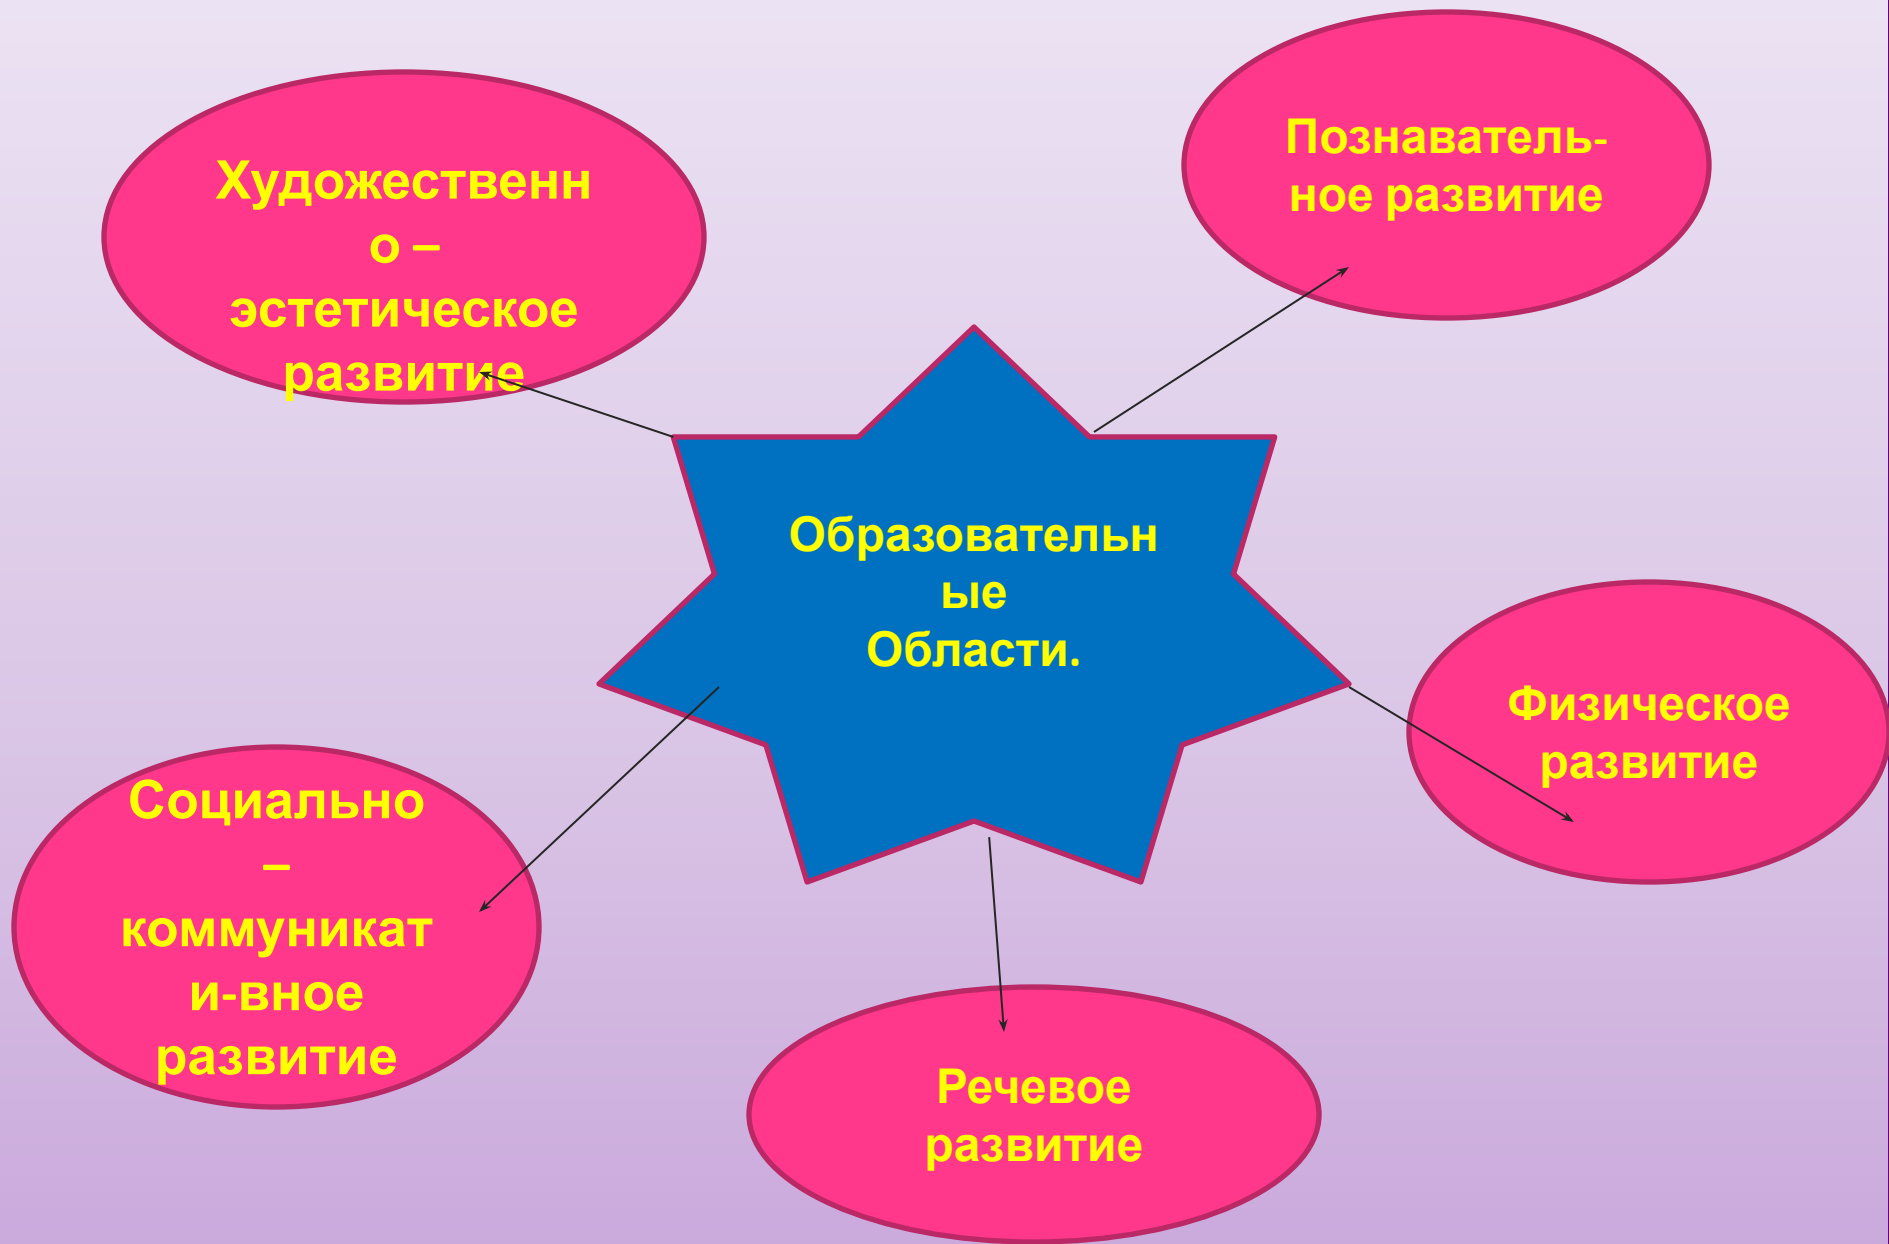 Художественн
о –
эстетическое
развитие
Познаватель-
ное развитие
Образовательн
ые
Области.
Физическое
развитие
Социально
–
коммуникат
и-вное
развитие
Речевое
развитие